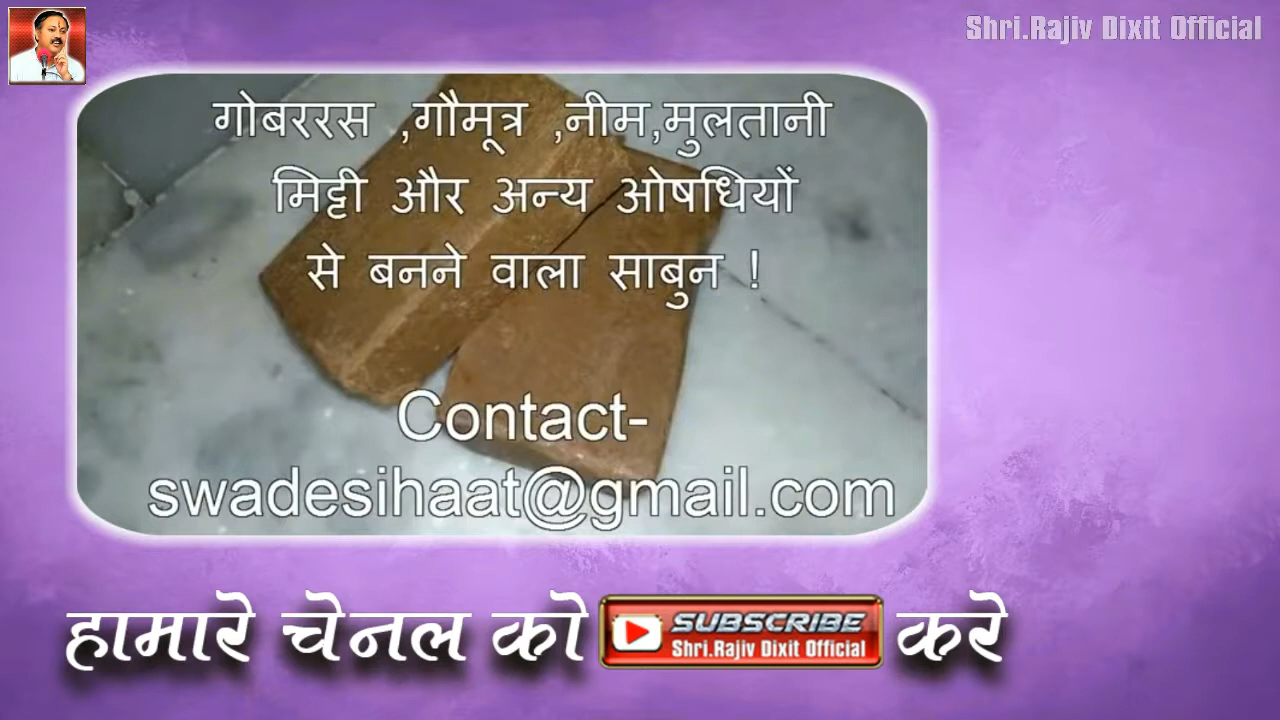 Shri.Rajiv Dixit Official
गोबररस ,गौमूत्र ,नीम,मुलतानी
मिट्टी और अन्य ओषधियों
से बनने वाला साबुन !
Contact-
swadesihaat@gmail.com
हामारे चेनल को SUBSCRIBE करे
Shri.Rajiv Dixit Official